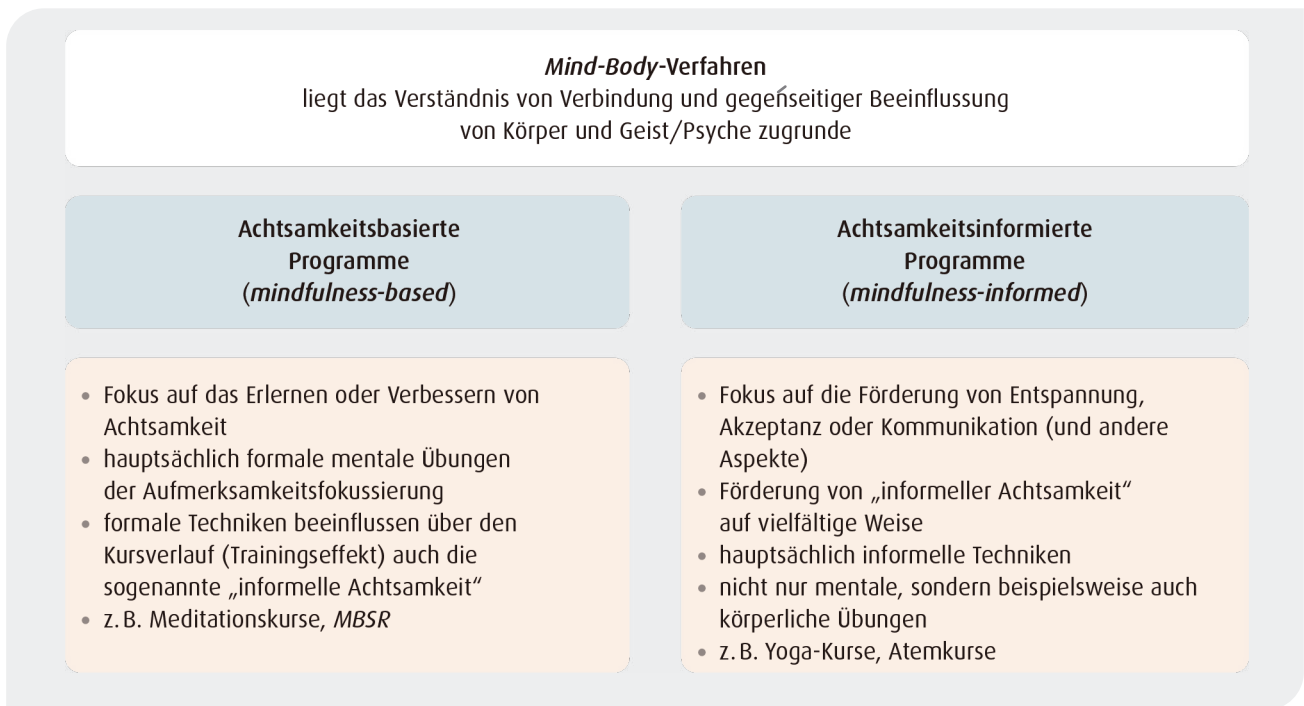 Mind-Body-Verfahren
liegt das Verständnis von Verbindung und gegenseitiger Beeinflussung
von Körper und Geist/Psyche zugrunde
Achtsamkeitsbasierte
Programme
(mindfulness-based)
• Fokus auf das Erlernen oder Verbessern von
Achtsamkeit
• hauptsächlich formale mentale Übungen
der Aufmerksamkeitsfokussierung
• formale Techniken beeinflussen über den
Kursverlauf (Trainingseffekt) auch die
sogenannte „informelle Achtsamkeit“
• z. B. Meditationskurse, MBSR
Achtsamkeitsinformierte
Programme
(mindfulness-informed)
• Fokus auf die Förderung von Entspannung,
Akzeptanz oder Kommunikation (und andere
Aspekte)
• Förderung von „informeller Achtsamkeit“
auf vielfältige Weise
• hauptsächlich informelle Techniken
• nicht nur mentale, sondern beispielsweise auch
körperliche Übungen
• z. B. Yoga-Kurse, Atemkurse